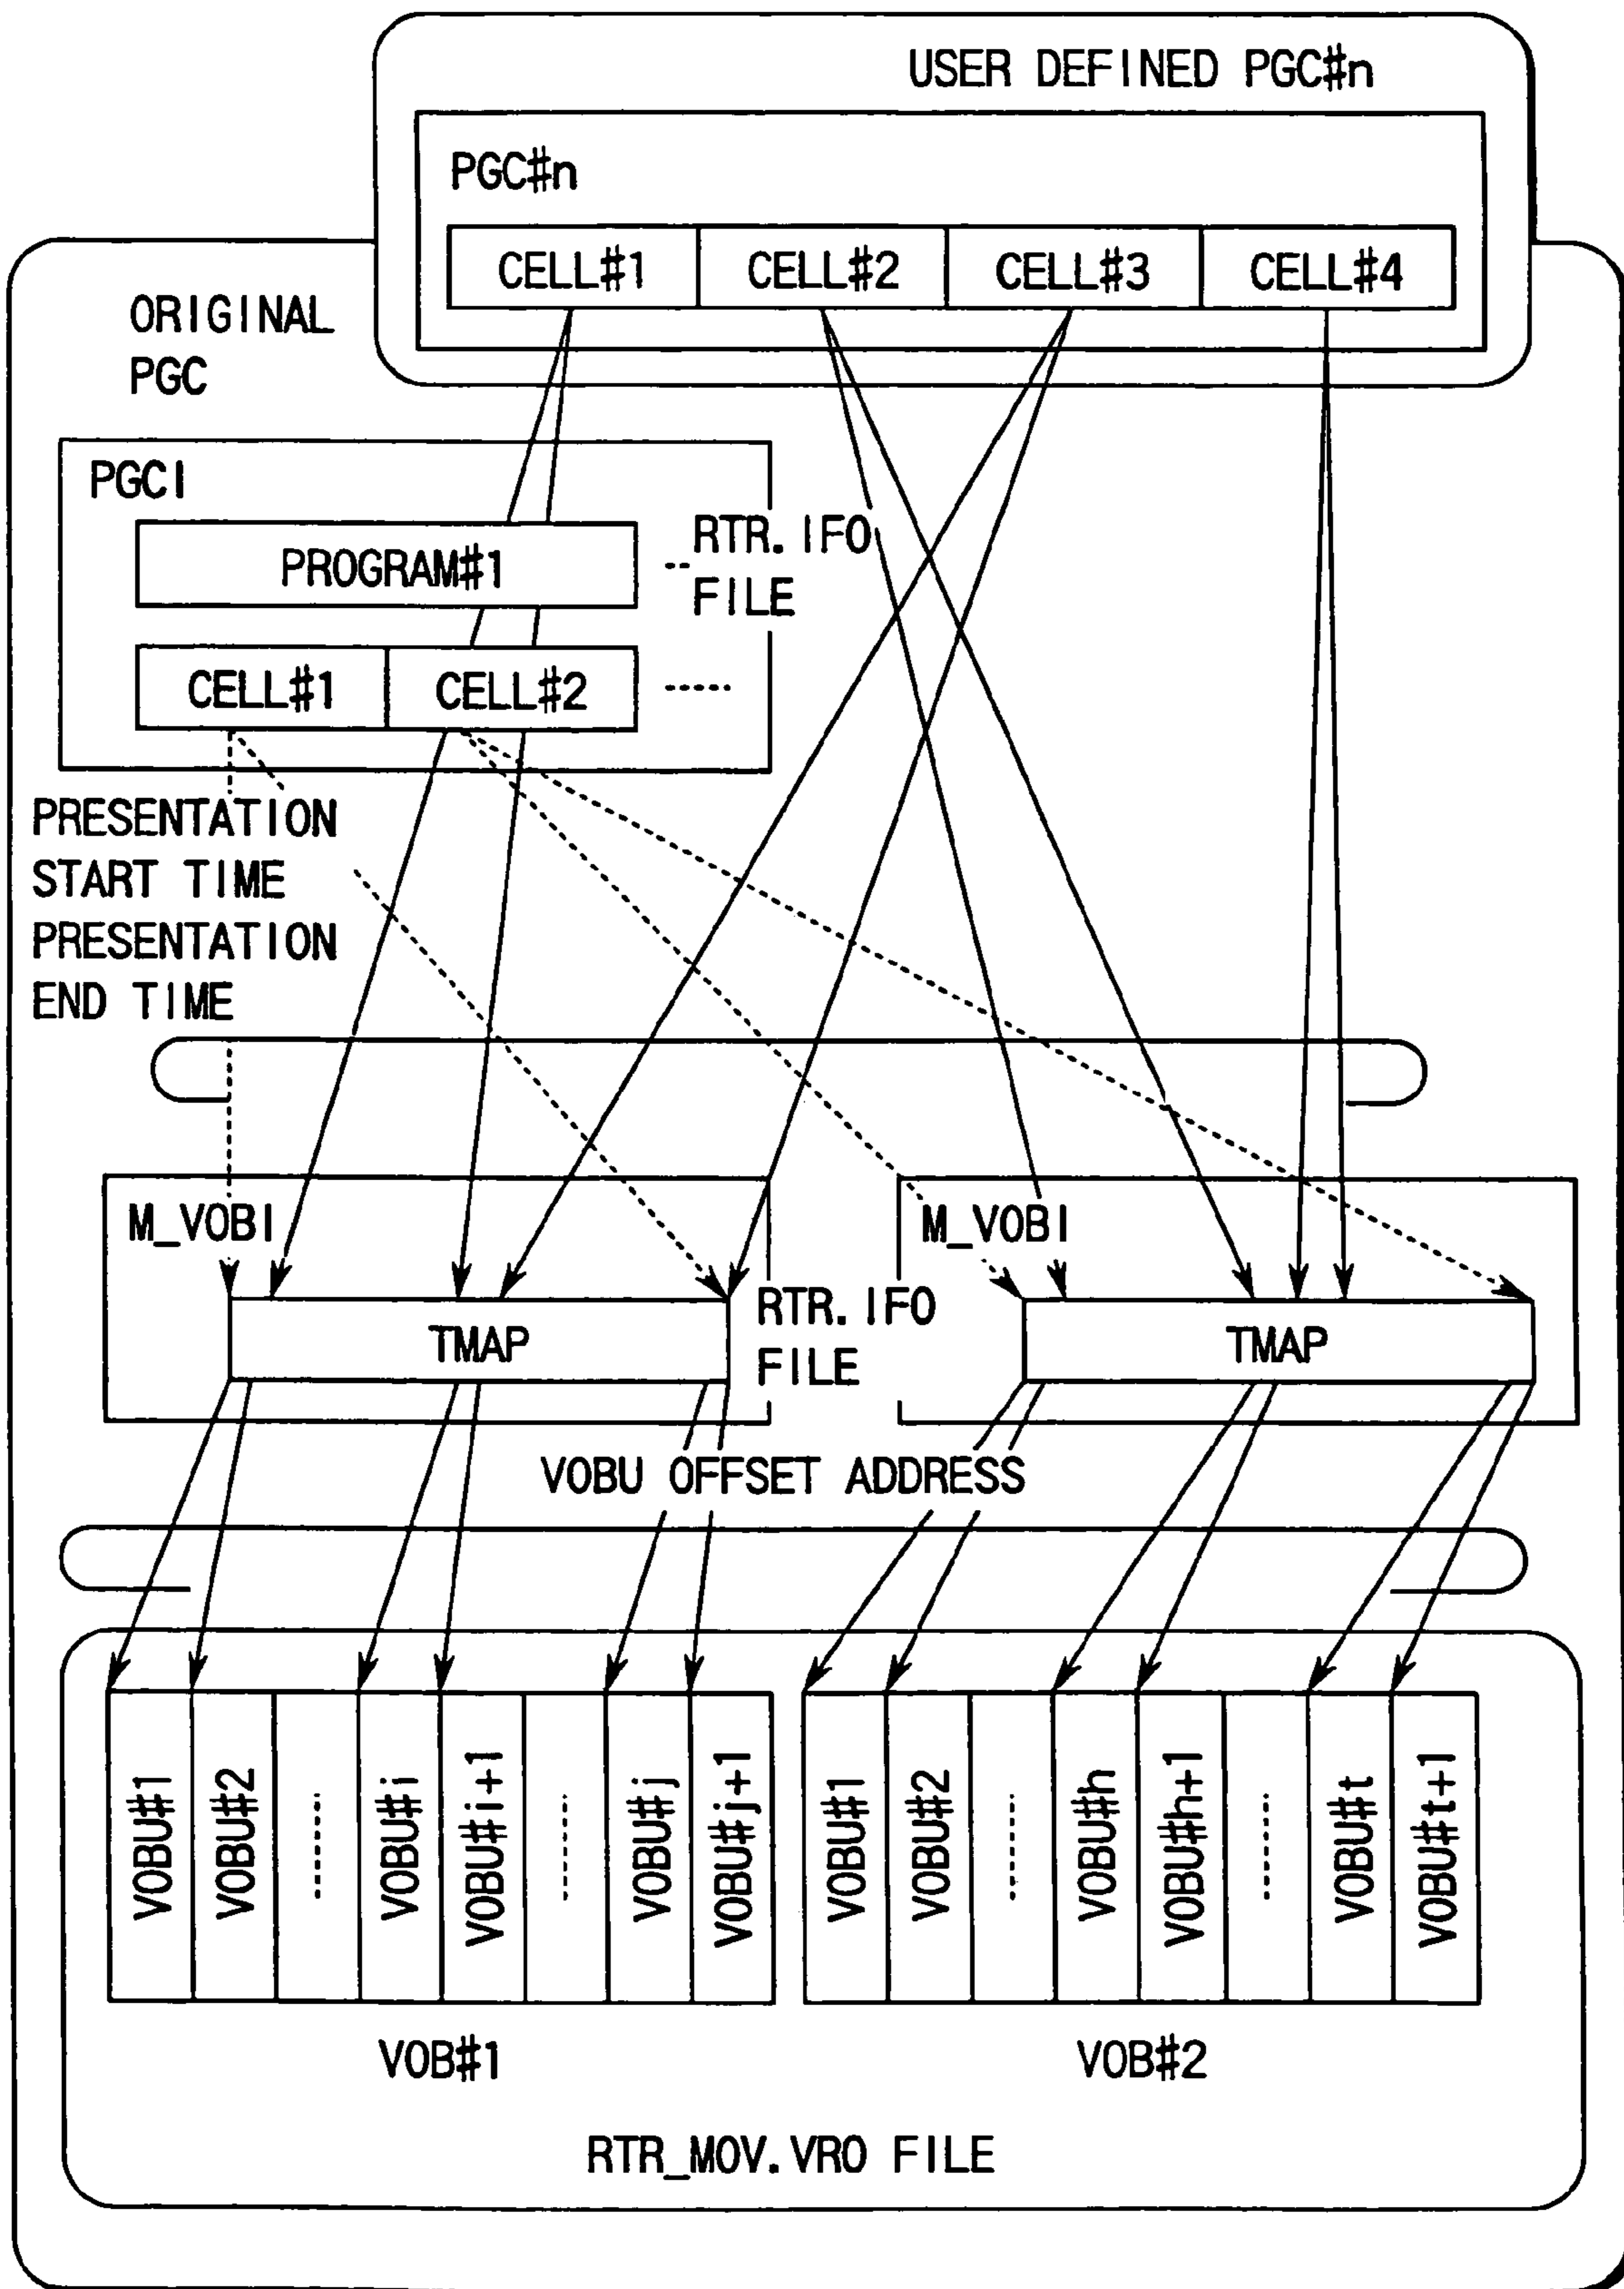 USER DEFINED PGC#n
PGC#n
CELL#1 CELL#2 CELL#3 CELL#4
ORIGINAL
PGC
PGCI
PROGRAM#1
RTR.IFO
FILE
CELL#1 CELL#2
PRESENTATION
START TIME
PRESENTATION
END TIME
M_VOBI
M_VOBI
TMAP
RTR.IFO
FILE
TMAP
VOBU OFFSET ADDRESS
VOBU#1
VOBU#2
VOBU#i
VOBU#i+1
VOBU#j
VOBU#j+1
VOBU#1
VOBU#2
VOBU#h
VOBU#h+1
VOBU#t
VOBU#t+1
VOB#1
VOB#2
RTR_MOV.VRO FILE